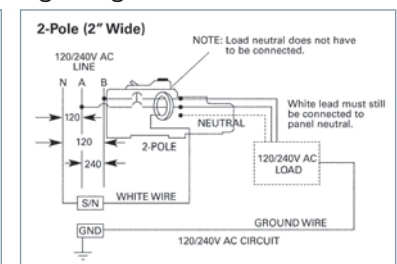 2-Pole (2" Wide)
NOTE: Load neutral does not have
to be connected.
120/240V AC
LINE
N A B
120
120
240
NEUTRAL
2-POLE
White lead must still
be connected to
panel neutral.
120/240V AC
LOAD
S/N
WHITE WIRE
GND
GROUND WIRE
120/240V AC CIRCUIT